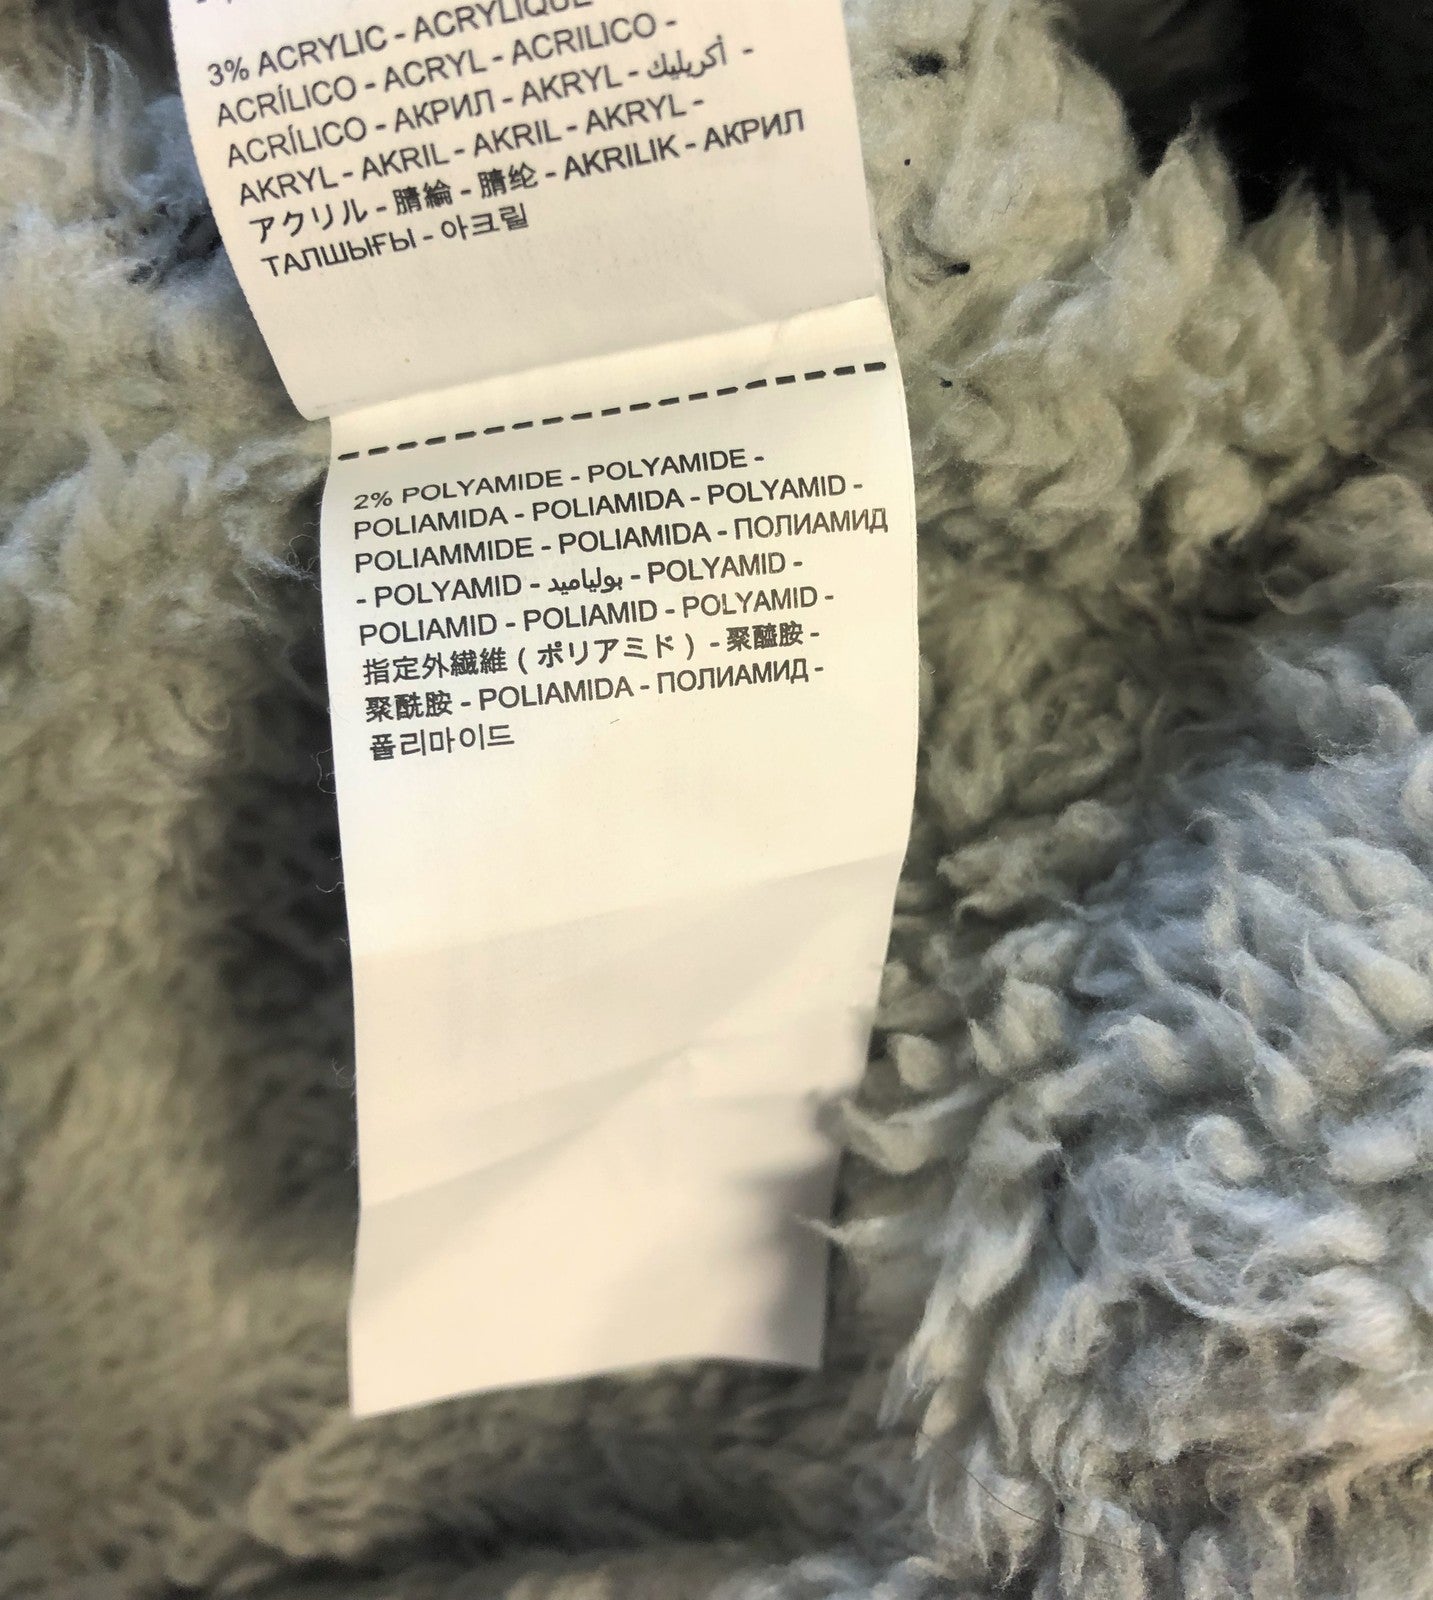 3% ACRYLIC - ACRYLIQUE
ACRÍLICO - ACRYL - ACRILICO -
ACRÍLICO - АКРИЛ - AKRYL - أكريليك -
AKRYL - AKRIL - AKRIL - AKRYL -
アクリル - 腈綸 - 腈纶 - AKRILIK - АКРИЛ
ТАЛШЫҒЫ - 아크릴
2% POLYAMIDE - POLYAMIDE -
POLIAMIDA - POLIAMIDA - POLYAMID -
POLIAMMIDE - POLIAMIDA - ПОЛИАМИД
- POLYAMID - بولياميد - POLYAMID -
POLIAMID - POLIAMID - POLYAMID -
指定外繊維 ( ポリアミド ) - 聚醯胺 -
聚酰胺 - POLIAMIDA - ПОЛИАМИД -
폴리마이드